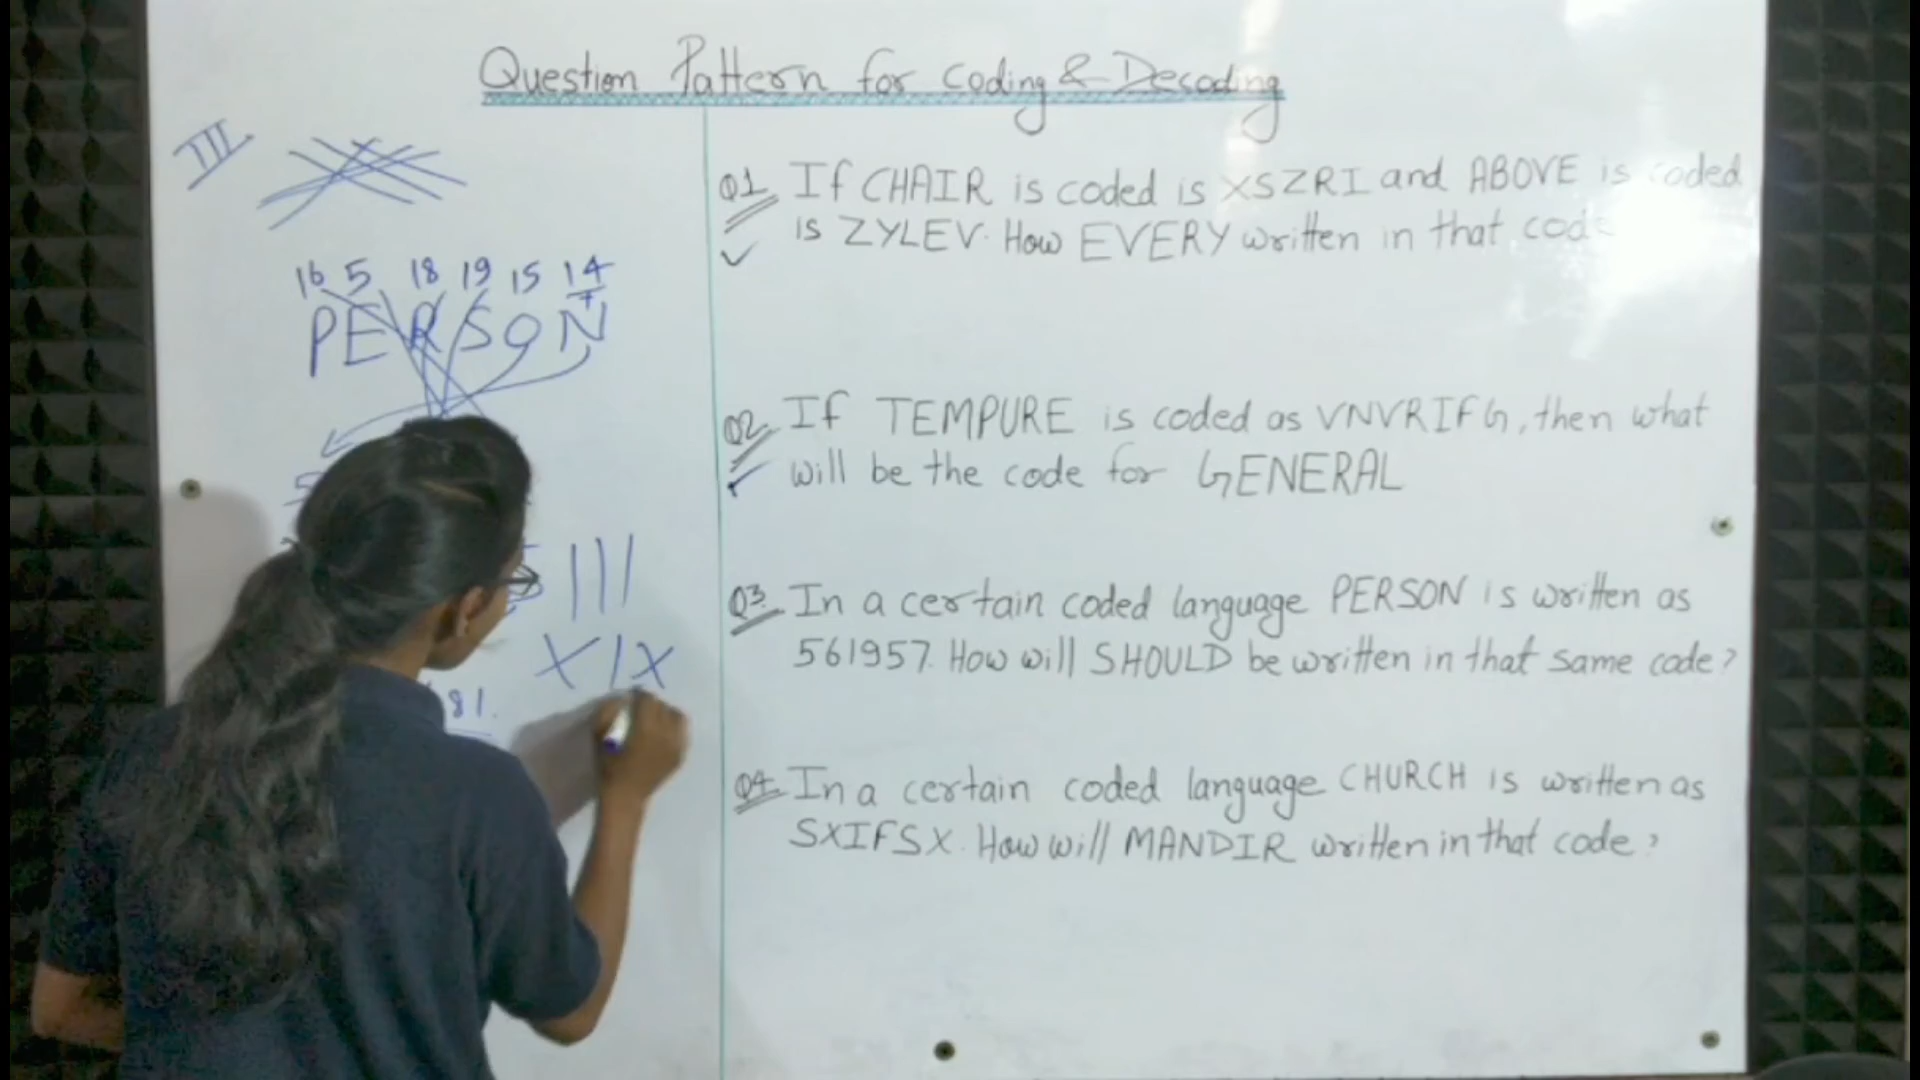 Question Pattern for Coding & Decoding
III
16 5 18 19 15 14
PERSON
81.
XIX
Q1 If CHAIR is coded is XSZRI and ABOVE is coded
is ZYLEV. How EVERY written in that code
Q2 If TEMPURE is coded as VNVRIFG, then what
will be the code for GENERAL
Q3. In a certain coded language PERSON is written as
561957. How will SHOULD be written in that same code?
Q4. In a certain coded language CHURCH is written as
SXIFSX. How will MANDIR written in that code?